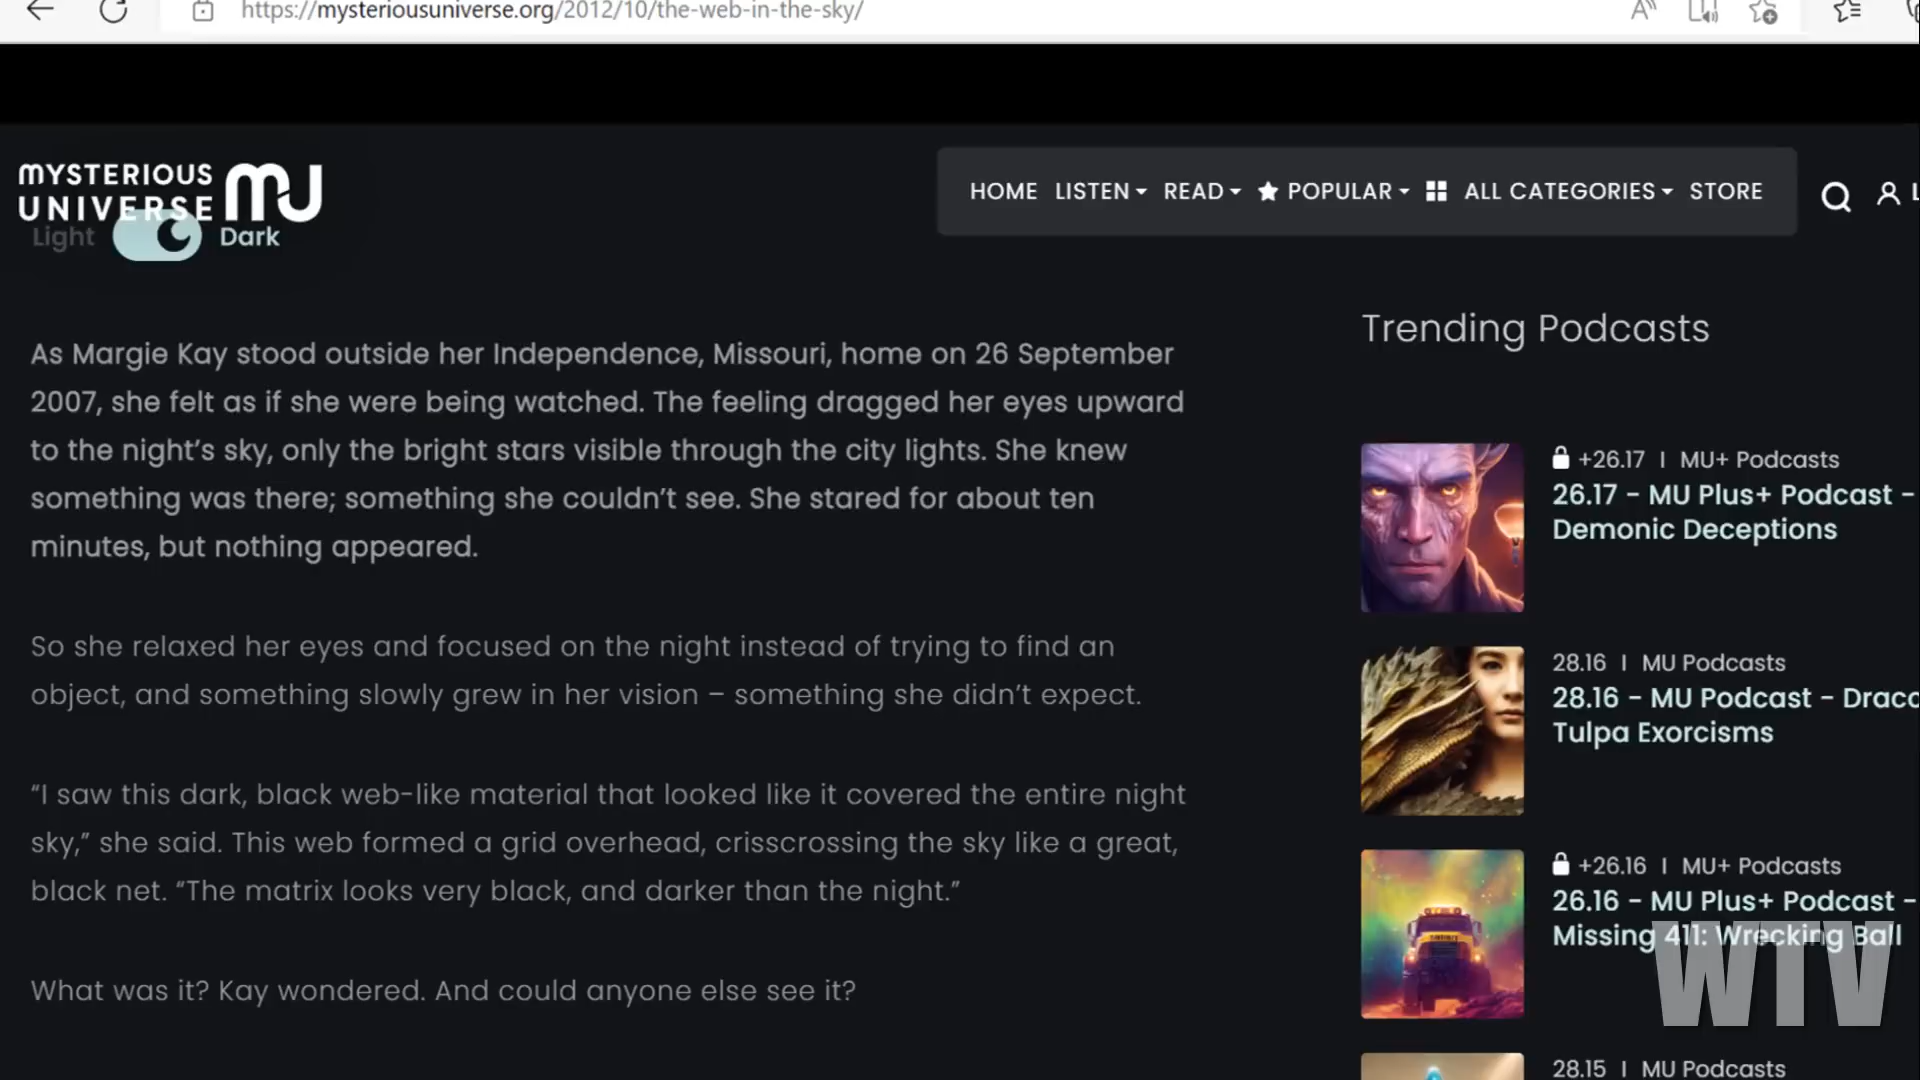 https://mysteriousuniverse.org/2012/10/the-web-in-the-sky/
MYSTERIOUS
UNIVERSE
MU
Light
Dark
HOME LISTEN READ POPULAR ALL CATEGORIES STORE
As Margie Kay stood outside her Independence, Missouri, home on 26 September
2007, she felt as if she were being watched. The feeling dragged her eyes upward
to the night’s sky, only the bright stars visible through the city lights. She knew
something was there; something she couldn’t see. She stared for about ten
minutes, but nothing appeared.
So she relaxed her eyes and focused on the night instead of trying to find an
object, and something slowly grew in her vision – something she didn’t expect.
“I saw this dark, black web-like material that looked like it covered the entire night
sky,” she said. This web formed a grid overhead, crisscrossing the sky like a great,
black net. “The matrix looks very black, and darker than the night.”
What was it? Kay wondered. And could anyone else see it?
Trending Podcasts
+26.17 | MU+ Podcasts
26.17 - MU Plus+ Podcast -
Demonic Deceptions
28.16 | MU Podcasts
28.16 - MU Podcast - Draco
Tulpa Exorcisms
+26.16 | MU+ Podcasts
26.16 - MU Plus+ Podcast -
Missing 411: Wrecking Ball
28.15 | MU Podcasts
WTV